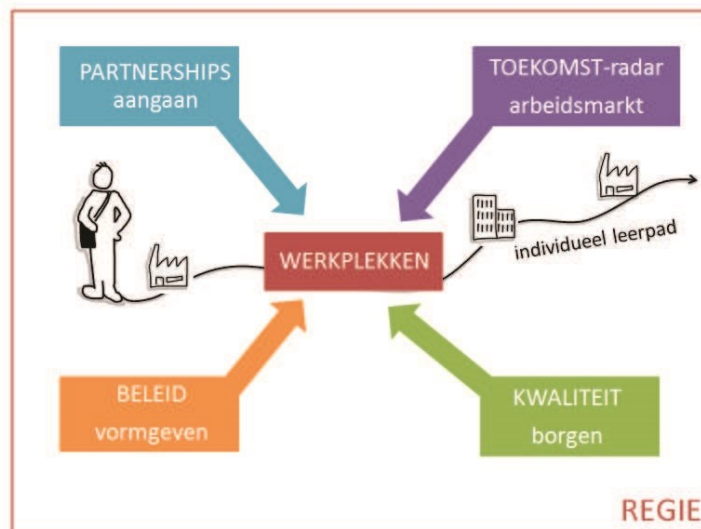 PARTNERSHIPS
aangaan
TOEKOMST-radar
arbeidsmarkt
individueel leerpad
WERKPLEKKEN
BELEID
vormgeven
KWALITEIT
borgen
REGIE